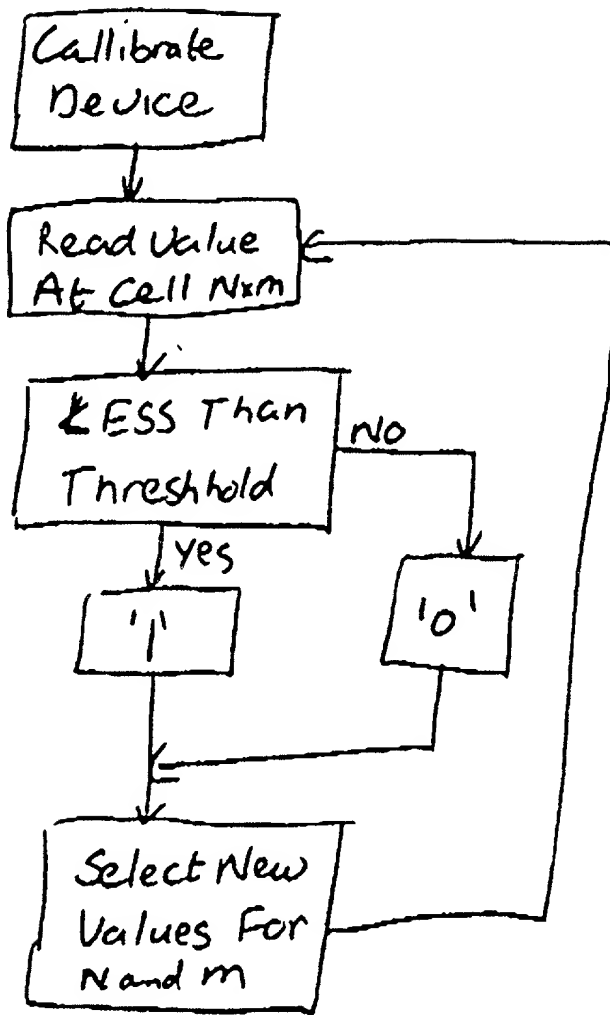 Callibrate
Device
Read Value
At Cell Nxm
LESS Than
Threshhold
No
Yes
'1'
'0'
Select New
Values For
N and m